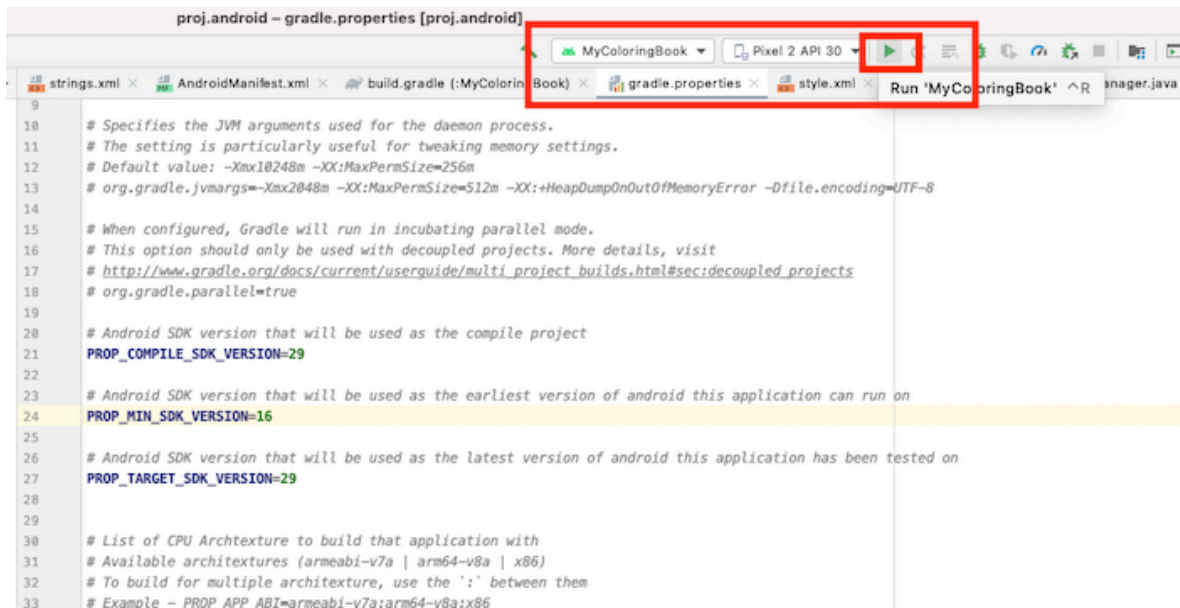 proj.android – gradle.properties [proj.android]
MyColoringBook Pixel 2 API 30
strings.xml AndroidManifest.xml build.gradle (:MyColoringBook) gradle.properties style.xml anager.java
Run 'MyColoringBook' ^R
9
10 # Specifies the JVM arguments used for the daemon process.
11 # The setting is particularly useful for tweaking memory settings.
12 # Default value: -Xmx10248m -XX:MaxPermSize=256m
13 # org.gradle.jvmargs=-Xmx2048m -XX:MaxPermSize=512m -XX:+HeapDumpOnOutOfMemoryError -Dfile.encoding=UTF-8
14
15 # When configured, Gradle will run in incubating parallel mode.
16 # This option should only be used with decoupled projects. More details, visit
17 # http://www.gradle.org/docs/current/userguide/multi_project_builds.html#sec:decoupled_projects
18 # org.gradle.parallel=true
19
20 # Android SDK version that will be used as the compile project
21 PROP_COMPILE_SDK_VERSION=29
22
23 # Android SDK version that will be used as the earliest version of android this application can run on
24 PROP_MIN_SDK_VERSION=16
25
26 # Android SDK version that will be used as the latest version of android this application has been tested on
27 PROP_TARGET_SDK_VERSION=29
28
29
30 # List of CPU Archtexture to build that application with
31 # Available architextures (armeabi-v7a | arm64-v8a | x86)
32 # To build for multiple architexture, use the `:` between them
33 # Example - PROP_APP_ABI=armeabi-v7a:arm64-v8a:x86